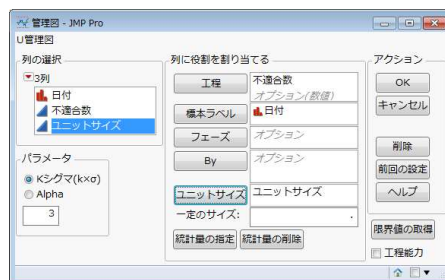 管理図 - JMP Pro
U管理図
列の選択
3列
日付
不適合数
ユニットサイズ
パラメータ
Kシグマ(k×σ)
Alpha
3
列に役割を割り当てる
工程
不適合数
オプション(数値)
標本ラベル
日付
フェーズ
オプション
By
オプション
ユニットサイズ
ユニットサイズ
一定のサイズ:
.
統計量の指定
統計量の削除
アクション
OK
キャンセル
削除
前回の設定
ヘルプ
限界値の取得
工程能力